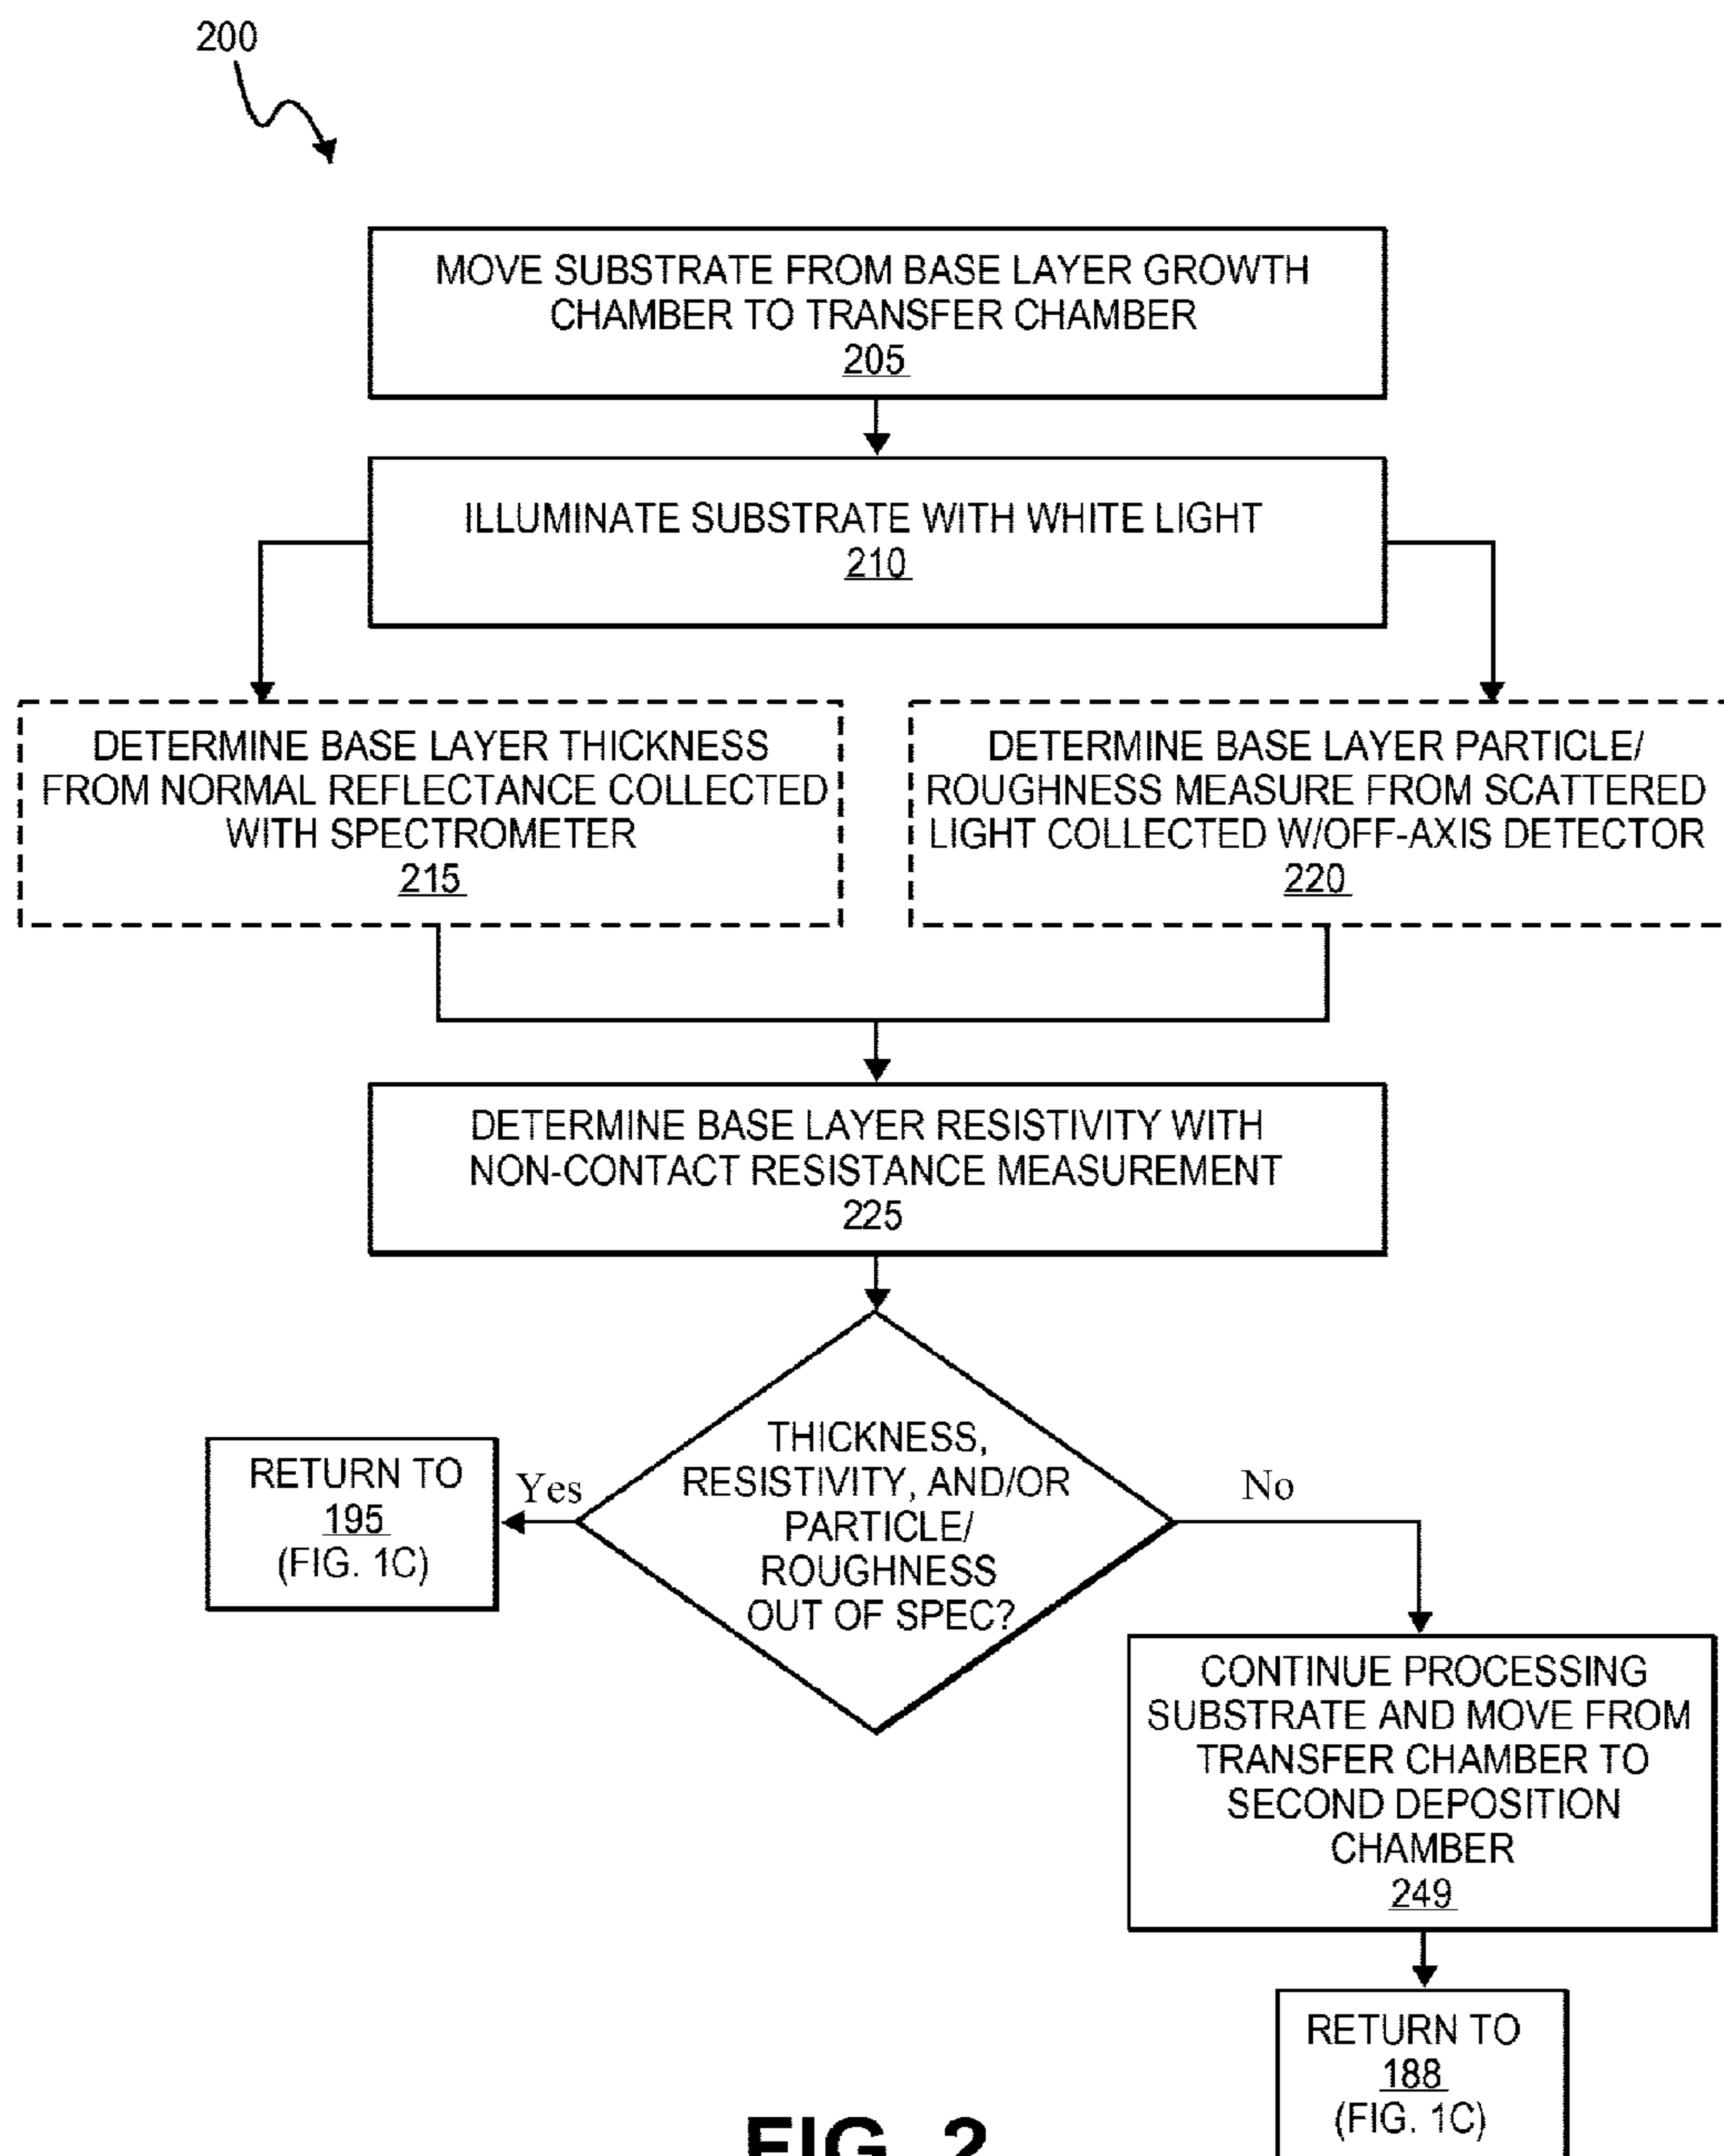 200
MOVE SUBSTRATE FROM BASE LAYER GROWTH
CHAMBER TO TRANSFER CHAMBER
205
ILLUMINATE SUBSTRATE WITH WHITE LIGHT
210
DETERMINE BASE LAYER THICKNESS
FROM NORMAL REFLECTANCE COLLECTED
WITH SPECTROMETER
215
DETERMINE BASE LAYER PARTICLE/
ROUGHNESS MEASURE FROM SCATTERED
LIGHT COLLECTED W/OFF-AXIS DETECTOR
220
DETERMINE BASE LAYER RESISTIVITY WITH
NON-CONTACT RESISTANCE MEASUREMENT
225
THICKNESS,
RESISTIVITY, AND/OR
PARTICLE/
ROUGHNESS
OUT OF SPEC?
Yes
RETURN TO
195
(FIG. 1C)
No
CONTINUE PROCESSING
SUBSTRATE AND MOVE FROM
TRANSFER CHAMBER TO
SECOND DEPOSITION
CHAMBER
249
RETURN TO
188
(FIG. 1C)
FIG. 2